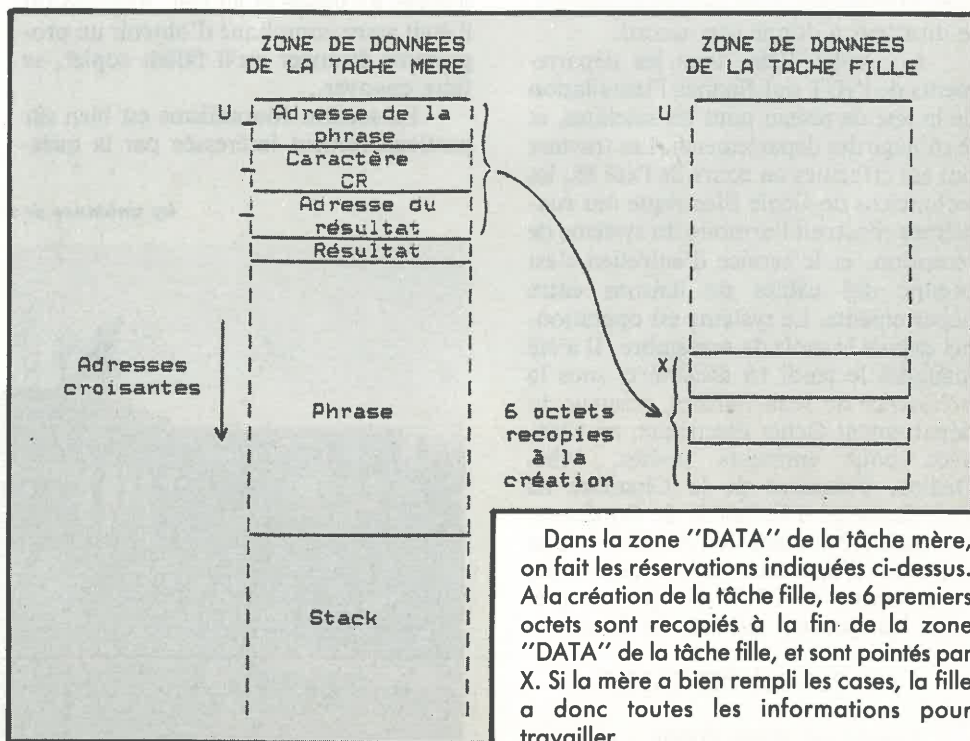 ZONE DE DONNEES
DE LA TACHE MERE
ZONE DE DONNEES
DE LA TACHE FILLE
U
Adresse de la
phrase
Caractère
CR
Adresse du
résultat
Résultat
U
X
Adresses
croisantes
Phrase
6 octets
recopies
à la
création
Stack
Dans la zone "DATA" de la tâche mère,
on fait les réservations indiquées ci-dessus.
A la création de la tâche fille, les 6 premiers
octets sont recopiés à la fin de la zone
"DATA" de la tâche fille, et sont pointés par
X. Si la mère a bien rempli les cases, la fille
a donc toutes les informations pour
travailler